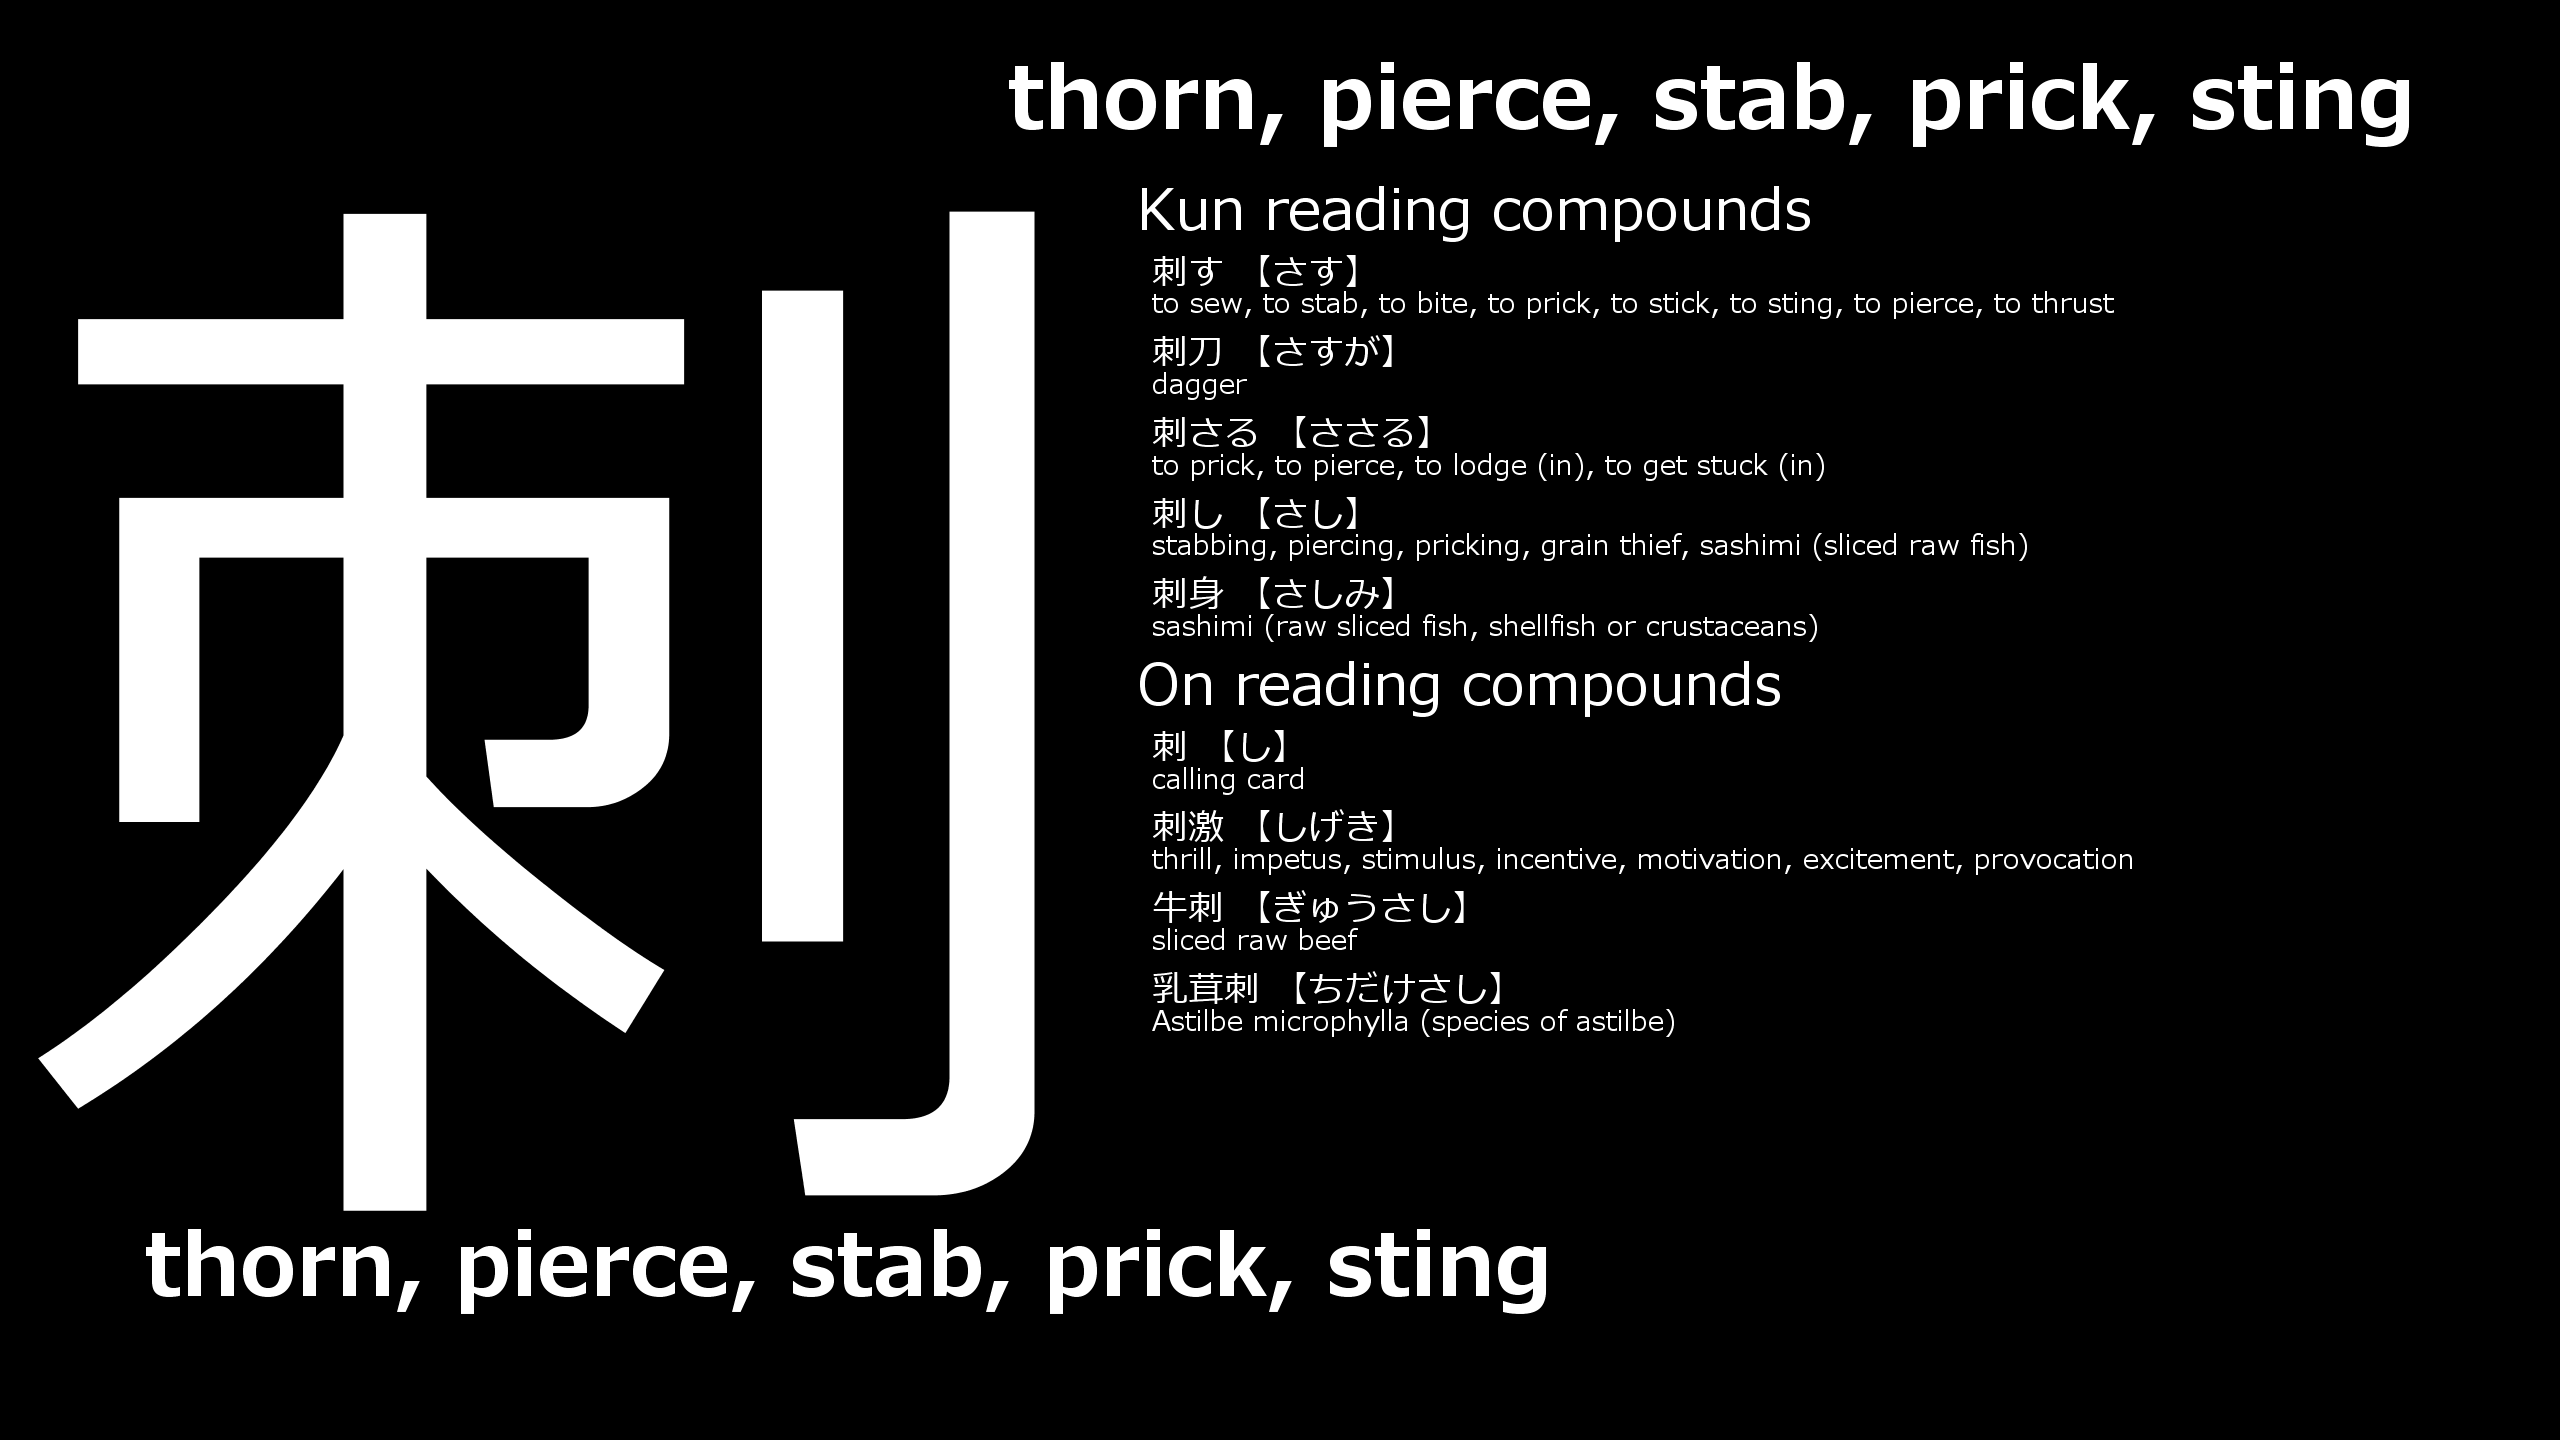 thorn, pierce, stab, prick, sting
刺
Kun reading compounds
刺す 【さす】
to sew, to stab, to bite, to prick, to stick, to sting, to pierce, to thrust
刺刀 【さすが】
dagger
刺さる 【ささる】
to prick, to pierce, to lodge (in), to get stuck (in)
刺し 【さし】
stabbing, piercing, pricking, grain thief, sashimi (sliced raw fish)
刺身 【さしみ】
sashimi (raw sliced fish, shellfish or crustaceans)
On reading compounds
刺 【し】
calling card
刺激 【しげき】
thrill, impetus, stimulus, incentive, motivation, excitement, provocation
牛刺 【ぎゅうさし】
sliced raw beef
乳茸刺 【ちだけさし】
Astilbe microphylla (species of astilbe)
thorn, pierce, stab, prick, sting